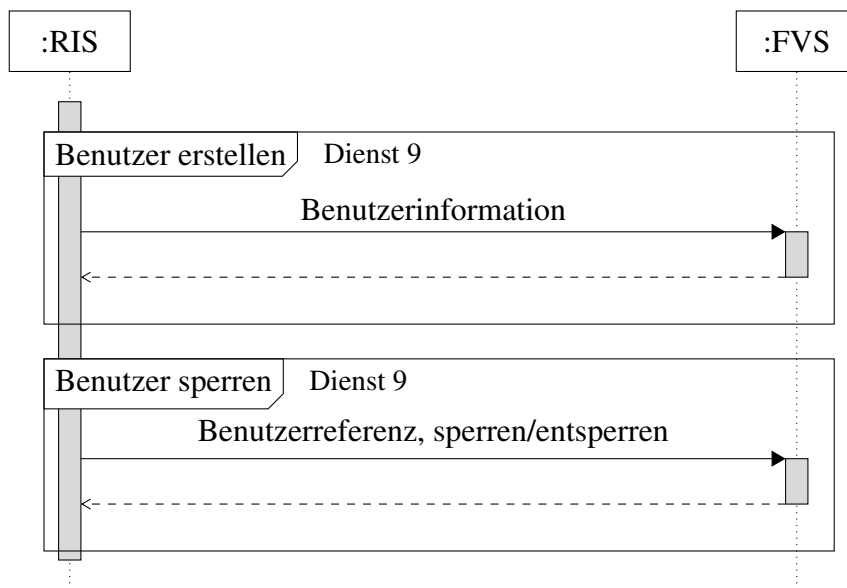 :RIS
:FVS
Benutzer erstellen
Dienst 9
Benutzerinformation
Benutzer sperren
Dienst 9
Benutzerreferenz, sperren/entsperren